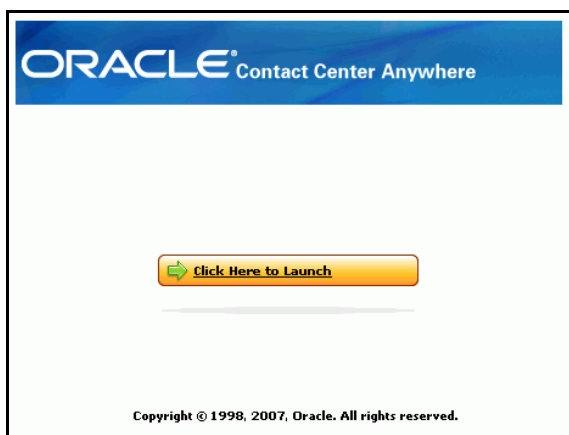 ORACLE® Contact Center Anywhere
Click Here to Launch
Copyright © 1998, 2007, Oracle. All rights reserved.